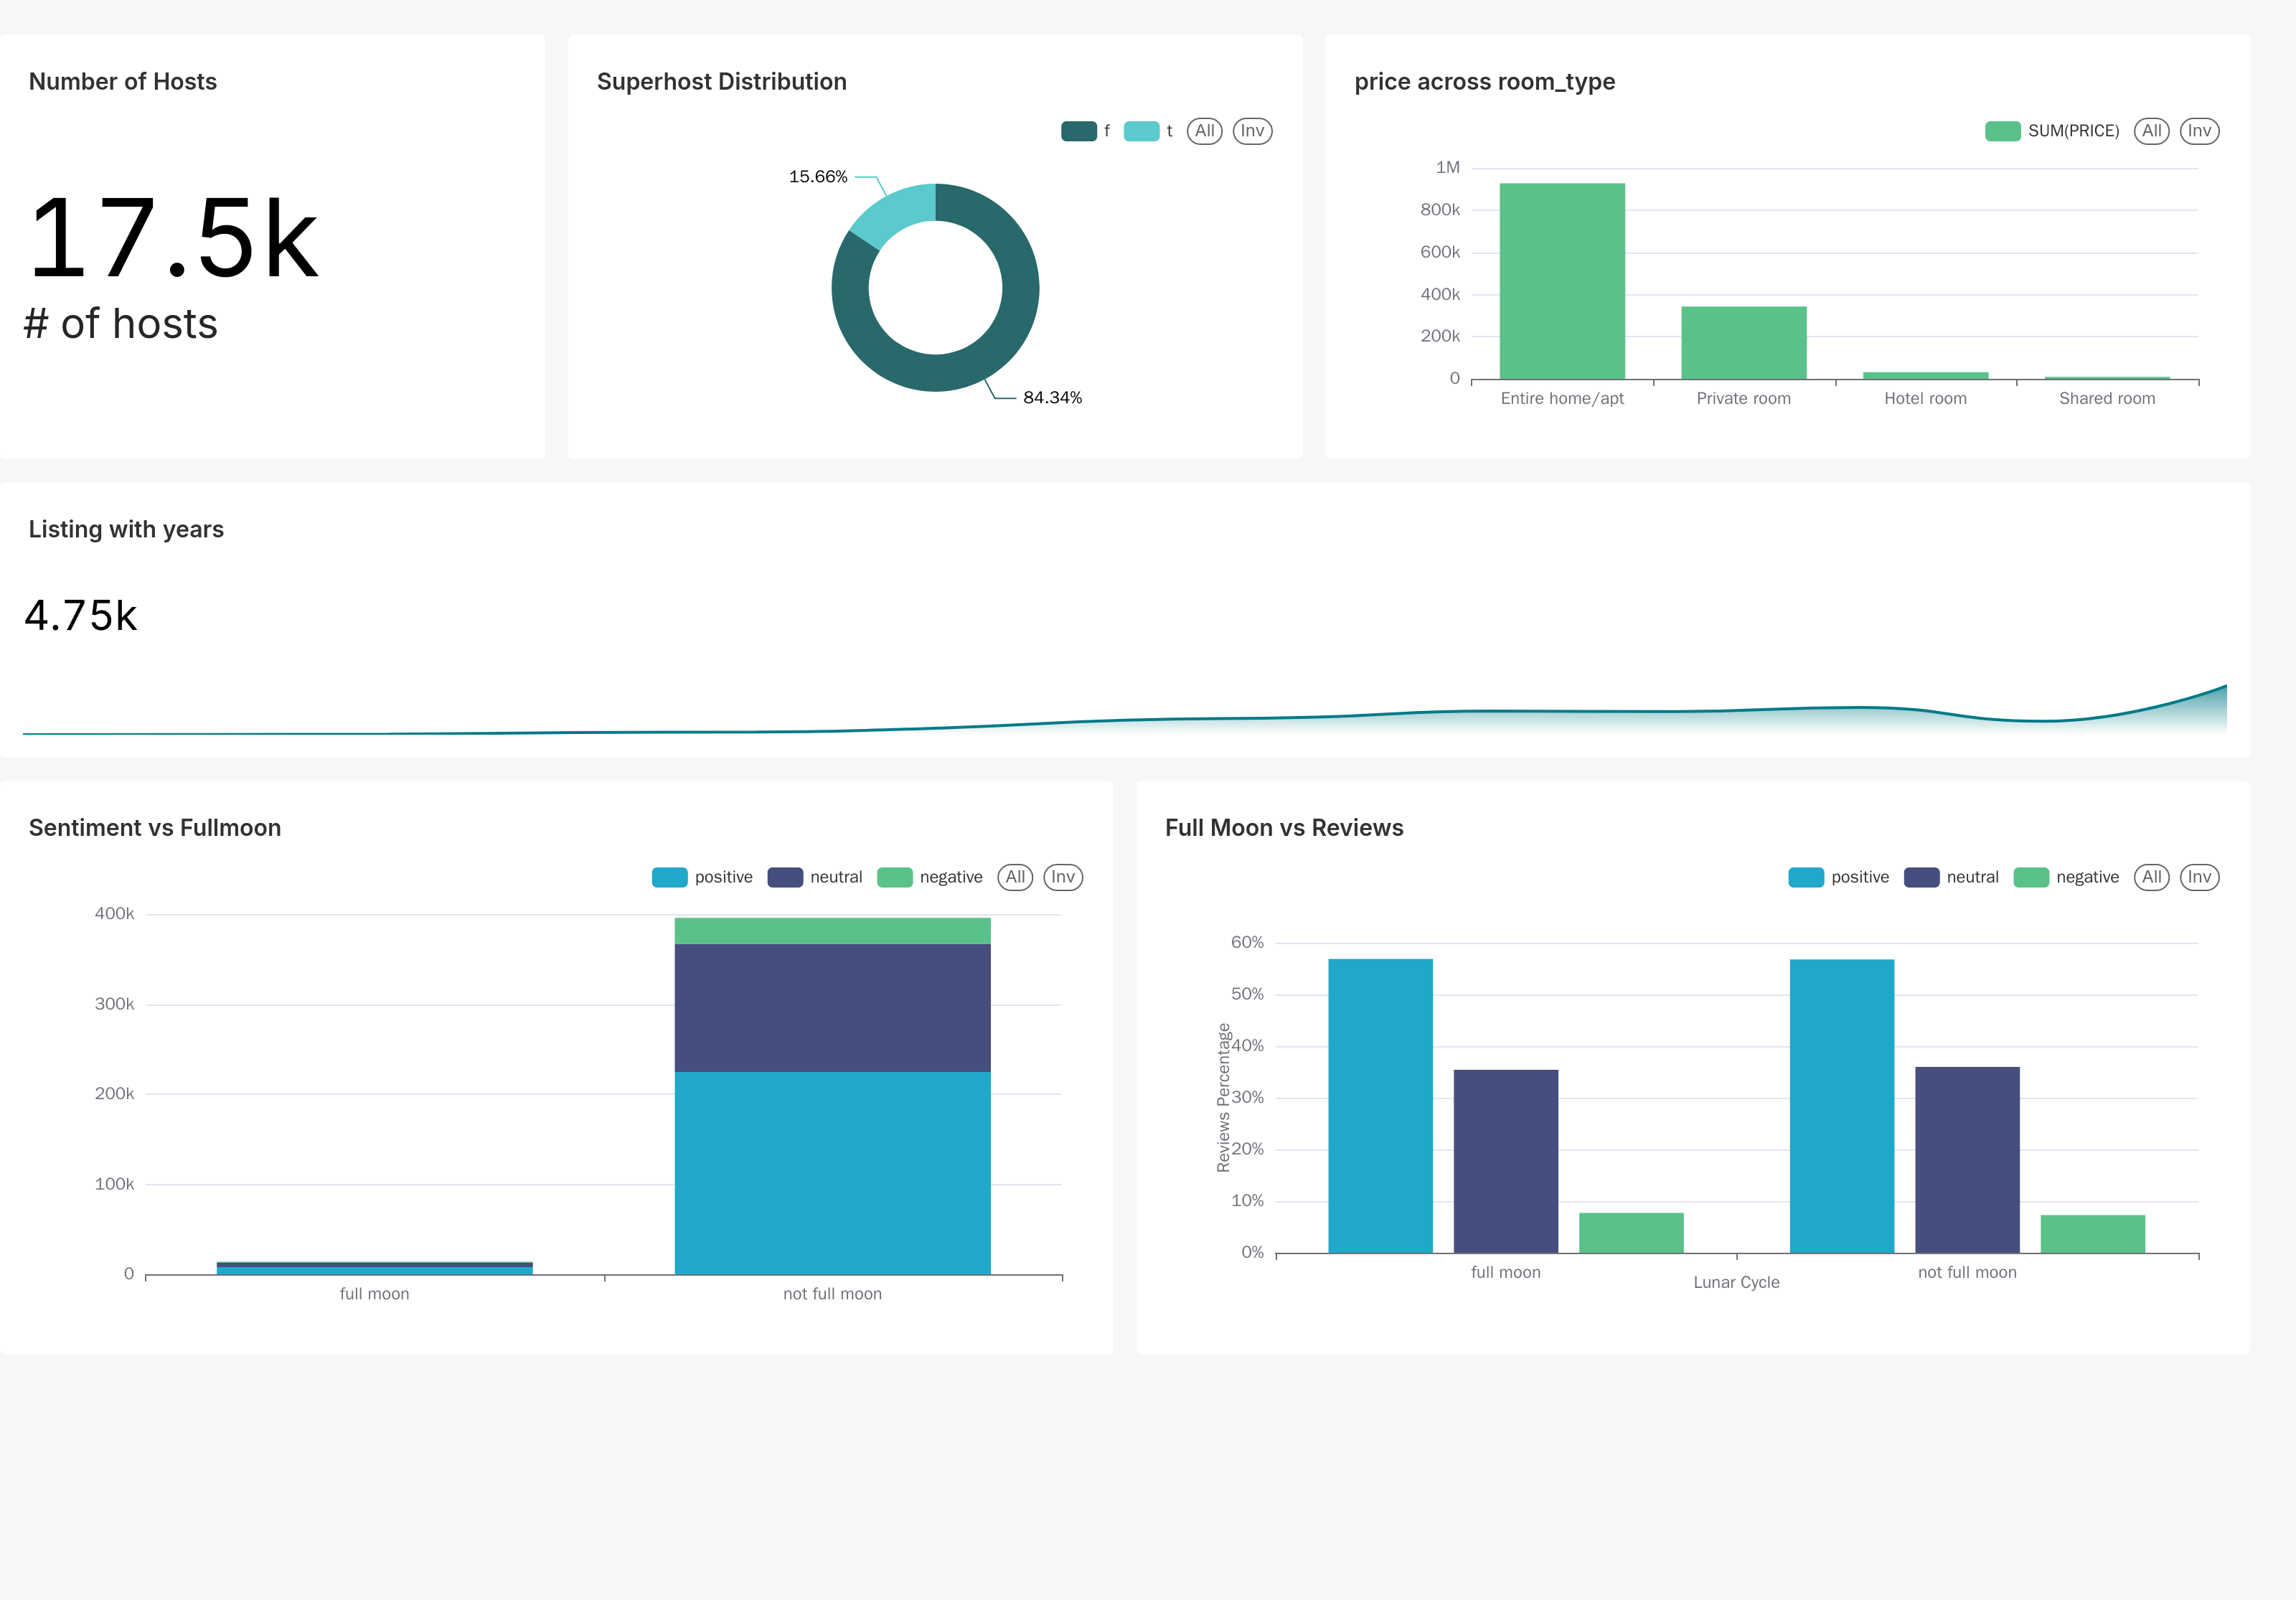 Number of Hosts
17.5k
# of hosts
Superhost Distribution
f t All Inv
15.66%
84.34%
price across room_type
SUM(PRICE) All Inv
1M
800k
600k
400k
200k
0
Entire home/apt Private room Hotel room Shared room
Listing with years
4.75k
Sentiment vs Fullmoon
positive neutral negative All Inv
400k
300k
200k
100k
0
full moon not full moon
Full Moon vs Reviews
positive neutral negative All Inv
Reviews Percentage
60%
50%
40%
30%
20%
10%
0%
full moon not full moon
Lunar Cycle